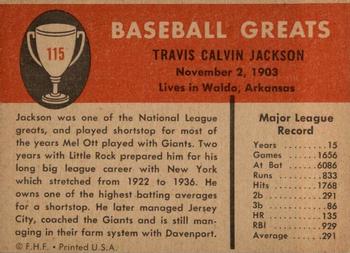 115
BASEBALL GREATS
TRAVIS CALVIN JACKSON
November 2, 1903
Lives in Waldo, Arkansas
Jackson was one of the National League
greats, and played shortstop for most of
the years Mel Ott played with Giants. Two
years with Little Rock prepared him for his
long big league career with New York
which stretched from 1922 to 1936. He
owns one of the highest batting averages
for a shortstop. He later managed Jersey
City, coached the Giants and is still manag-
ing in their farm system with Davenport.
© F.H.F. • Printed U.S.A.
Major League
Record
Years ...............15
Games .........1656
At Bat .........6086
Runs ..............833
Hits ..............1768
2b .................291
3b ...................86
HR .................135
RBI ................929
Average ........291